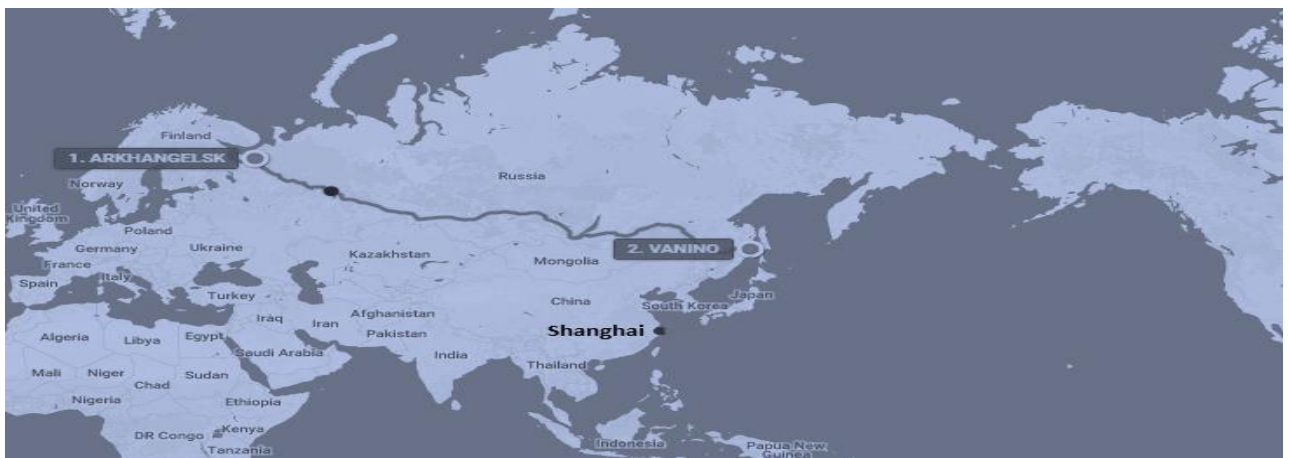 Finland
1. ARKHANGELSK
Russia
Norway
United
Kingdom
Poland
Germany
Ukraine
2. VANINO
Kazakhstan
Mongolia
France
Italy
Spain
Turkey
China
South Korea
Japan
Iraq
Iran
Afghanistan
Shanghai
Algeria
Libya
Egypt
Pakistan
Saudi Arabia
India
Thailand
Mali
Niger
Chad
Sudan
Nigeria
Ethiopia
DR Congo
Kenya
Tanzania
Indonesia
Papua New
Guinea